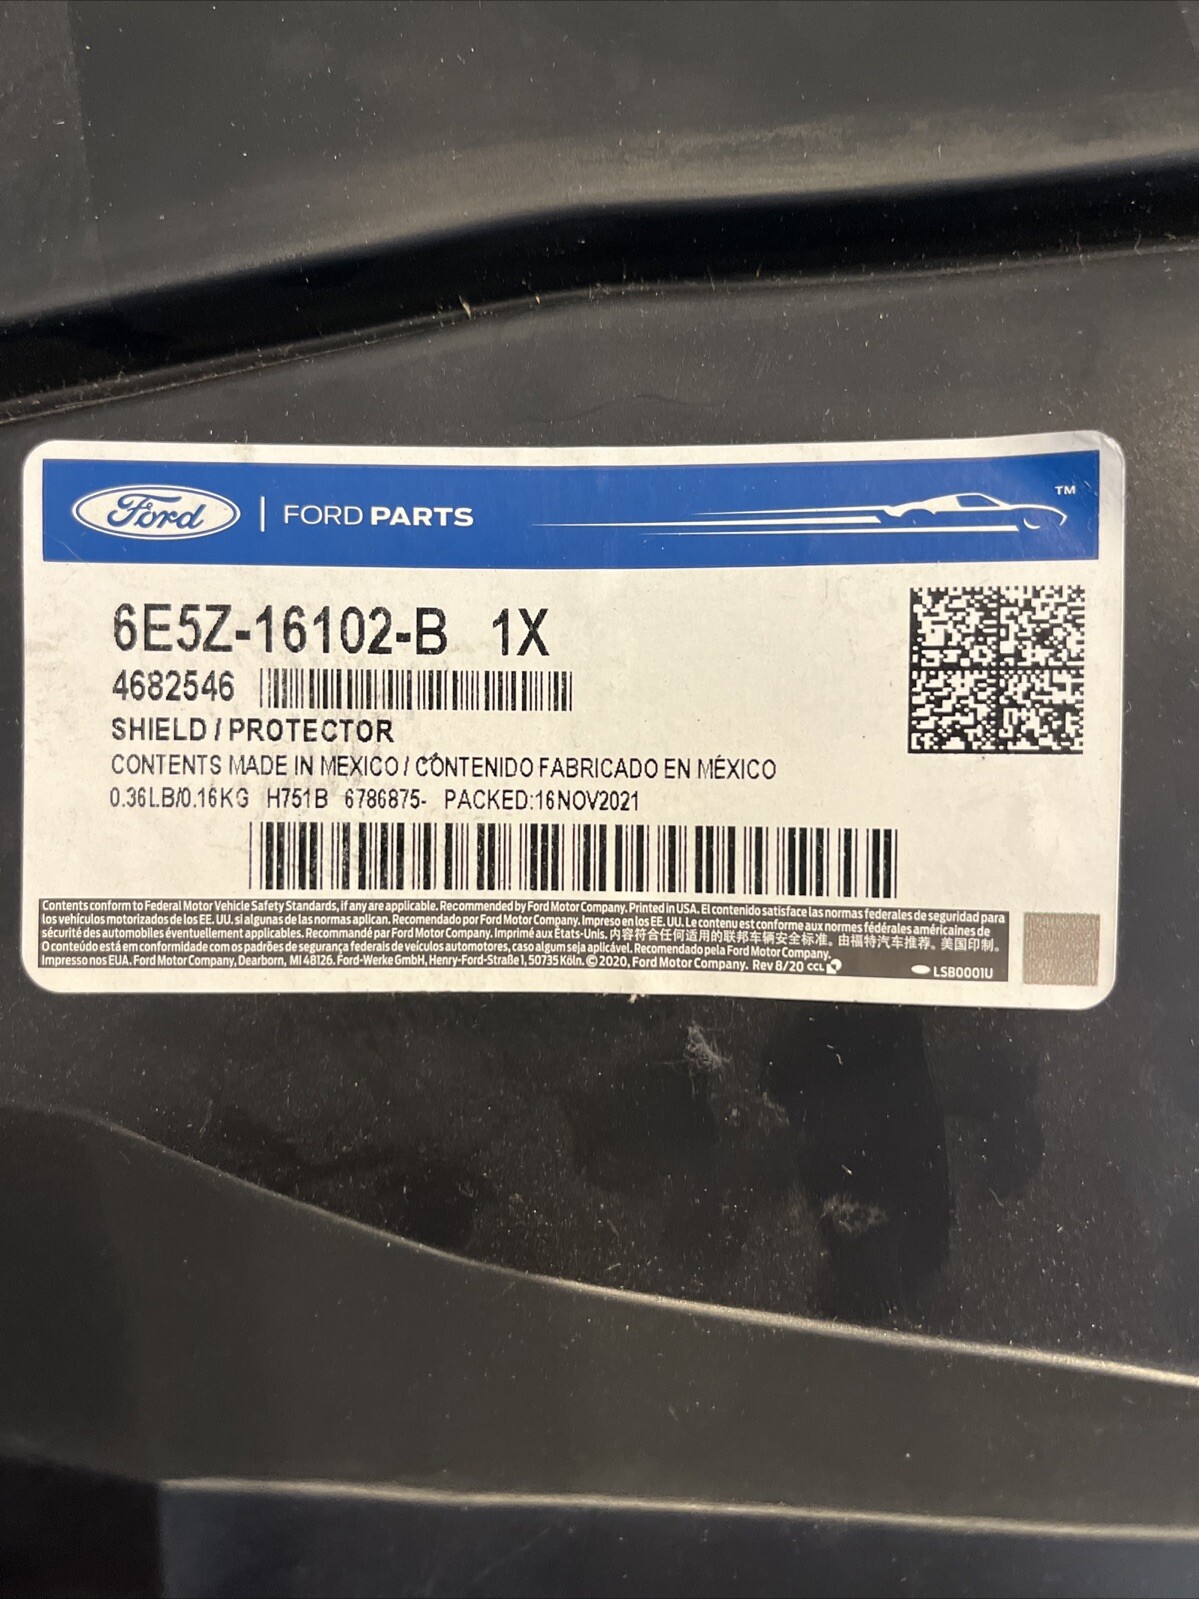 Ford | FORD PARTS TM
6E5Z-16102-B 1X
4682546
SHIELD / PROTECTOR
CONTENTS MADE IN MEXICO / CONTENIDO FABRICADO EN MÉXICO
0.36LB/0.16KG H751B 6786875- PACKED:16NOV2021
Contents conform to Federal Motor Vehicle Safety Standards, if any are applicable. Recommended by Ford Motor Company. Printed in USA. El contenido satisface las normas federales de seguridad para
los vehículos motorizados de los EE. UU. si algunas de las normas aplican. Recomendado por Ford Motor Company. Impreso en los EE. UU. Le contenu est conforme aux normes fédérales américaines de
sécurité des automobiles éventuellement applicables. Recommandé par Ford Motor Company. Imprimé aux États-Unis. 内容符合任何适用的联邦车辆安全标准。由福特汽车推荐。美国印制。
O conteúdo está em conformidade com os padrões de segurança federais de veículos automotores, caso algum seja aplicável. Recomendado pela Ford Motor Company.
Impresso nos EUA. Ford Motor Company, Dearborn, MI 48126. Ford-Werke GmbH, Henry-Ford-Straße 1, 50735 Köln. © 2020, Ford Motor Company. Rev 8/20 CCL LSB0001U